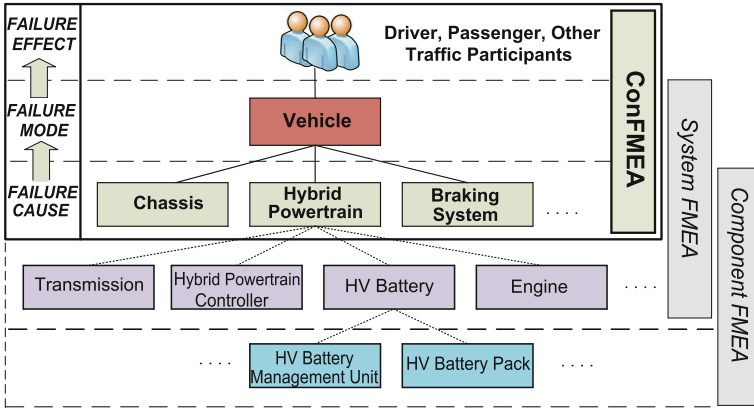 FAILURE
EFFECT
Driver, Passenger, Other
Traffic Participants
FAILURE
MODE
Vehicle
FAILURE
CAUSE
Chassis
Hybrid
Powertrain
Braking
System
. . . .
ConFMEA
System FMEA
Component FMEA
Transmission
Hybrid Powertrain
Controller
HV Battery
Engine
. . . .
. . . .
HV Battery
Management Unit
HV Battery Pack
. . . .